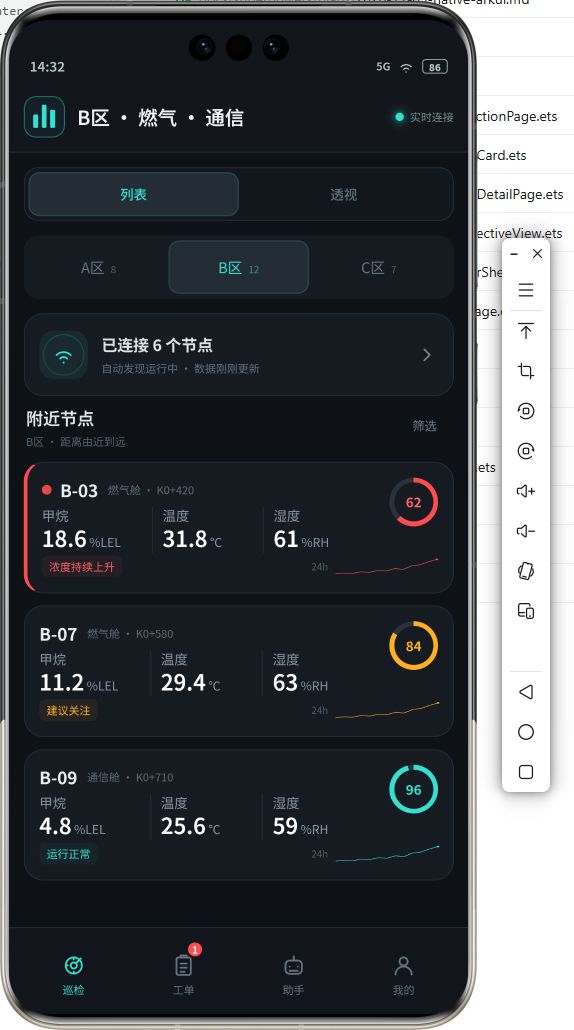 14:32
5G
86
B区 · 燃气 · 通信
实时连接
列表
透视
A区 8
B区 12
C区 7
已连接 6 个节点
自动发现运行中 · 数据刚刚更新
附近节点
B区 · 距离由近到远
筛选
B-03 燃气舱 · K0+420
62
甲烷 温度 湿度
18.6 %LEL 31.8 ℃ 61 %RH
浓度持续上升
24h
B-07 燃气舱 · K0+580
84
甲烷 温度 湿度
11.2 %LEL 29.4 ℃ 63 %RH
建议关注
24h
B-09 通信舱 · K0+710
96
甲烷 温度 湿度
4.8 %LEL 25.6 ℃ 59 %RH
运行正常
24h
1
巡检
工单
助手
我的
ctionPage.ets
Card.ets
DetailPage.ets
ectiveView.ets
rShe
age.
ets